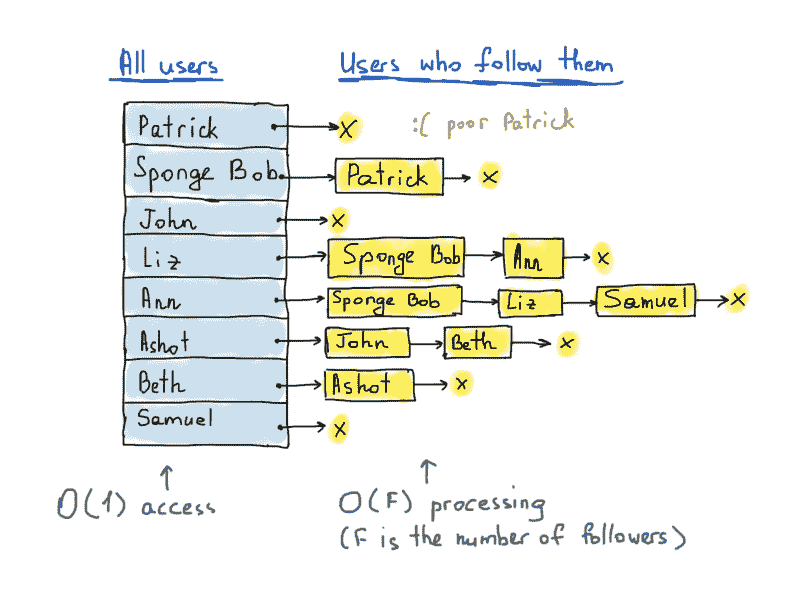 All users Users who follow them
Patrick x :( poor Patrick
Sponge Bob Patrick x
John x
Liz Sponge Bob Ann x
Ann Sponge Bob Liz Samuel x
Ashot John Beth x
Beth Ashot x
Samuel x
O(1) access O(F) processing
(F is the number of followers)